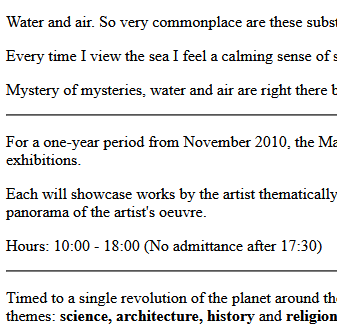 Water and air. So very commonplace are these
Every time I view the sea I feel a calming sense of
Mystery of mysteries, water and air are right there
For a one-year period from November 2010, the
exhibitions.
Each will showcase works by the artist thematically
panorama of the artist's oeuvre.
Hours: 10:00 - 18:00 (No admittance after 17:30)
Timed to a single revolution of the planet around
themes: science, architecture, history and religion